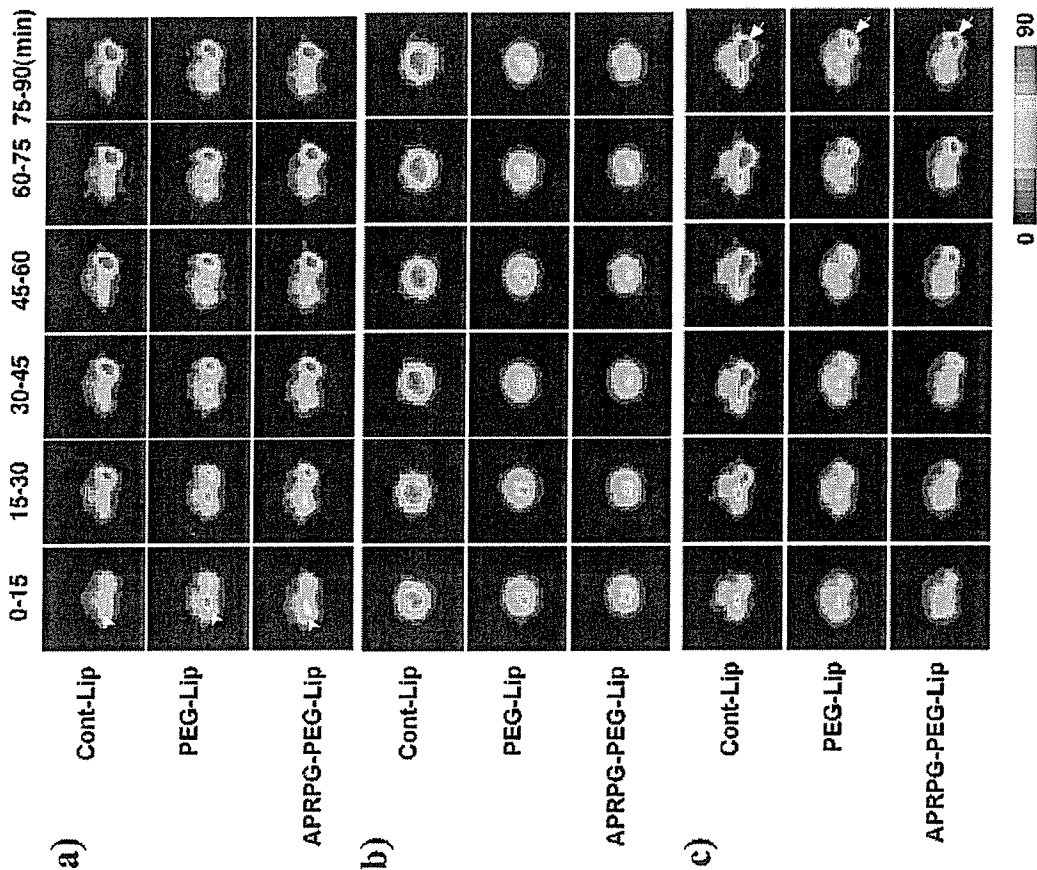 0-15 15-30 30-45 45-60 60-75 75-90(min)
a)
Cont-Lip
PEG-Lip
APRPG-PEG-Lip
b)
Cont-Lip
PEG-Lip
APRPG-PEG-Lip
c)
Cont-Lip
PEG-Lip
APRPG-PEG-Lip
0 90